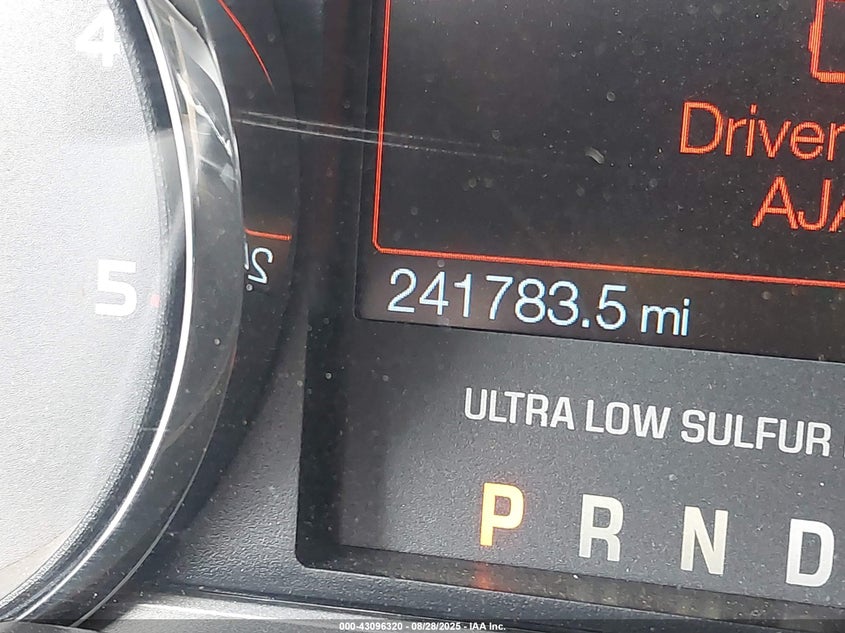 4
5
Driver
AJA
241783.5 mi
ULTRA LOW SULFUR
P R N D
000-43096320 - 08/28/2025 - IAA Inc.